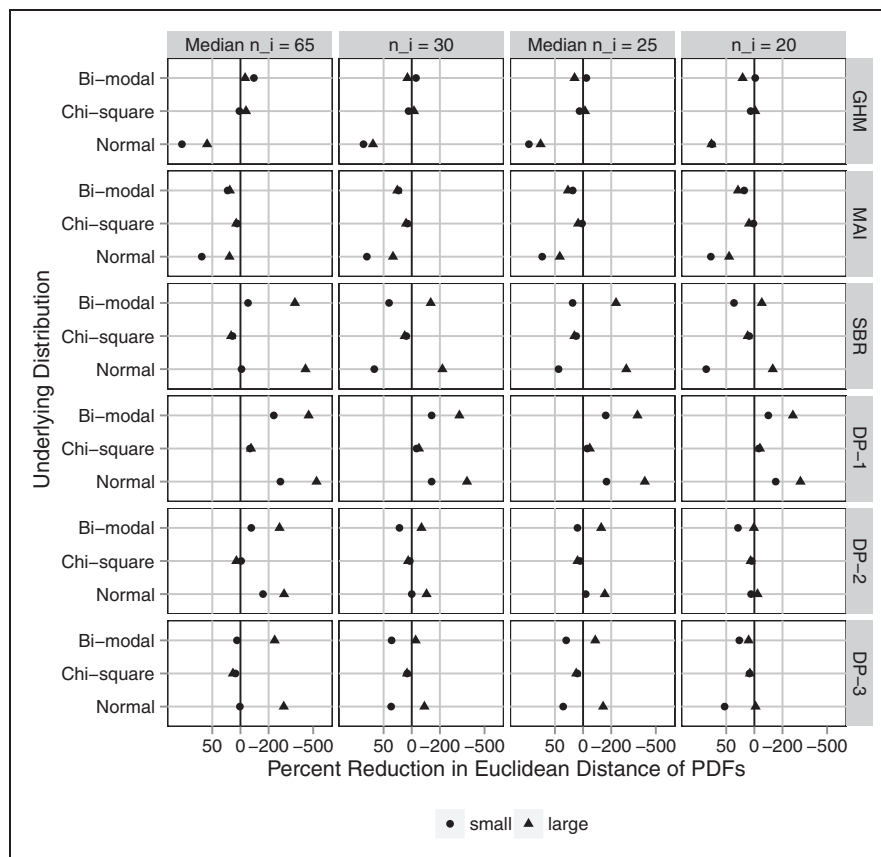 Median n_i = 65
n_i = 30
Median n_i = 25
n_i = 20
Underlying Distribution
Bi−modal
Chi−square
Normal
GHM
Bi−modal
Chi−square
Normal
MAI
Bi−modal
Chi−square
Normal
SBR
Bi−modal
Chi−square
Normal
DP−1
Bi−modal
Chi−square
Normal
DP−2
Bi−modal
Chi−square
Normal
DP−3
50 0 −200 −500
50 0 −200 −500
50 0 −200 −500
50 0 −200 −500
Percent Reduction in Euclidean Distance of PDFs
small large